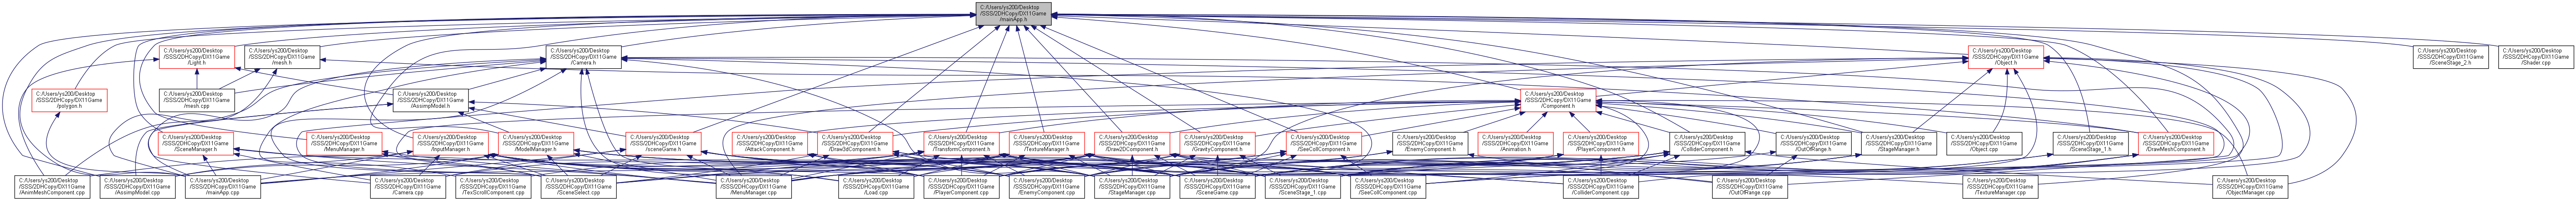 C:/Users/ys200/Desktop
/SSS/2DHCopy/DX11Game
/mainApp.h
C:/Users/ys200/Desktop
/SSS/2DHCopy/DX11Game
/Light.h
C:/Users/ys200/Desktop
/SSS/2DHCopy/DX11Game
/mesh.h
C:/Users/ys200/Desktop
/SSS/2DHCopy/DX11Game
/Camera.h
C:/Users/ys200/Desktop
/SSS/2DHCopy/DX11Game
/Object.h
C:/Users/ys200/Desktop
/SSS/2DHCopy/DX11Game
/SceneStage_2.h
C:/Users/ys200/Desktop
/SSS/2DHCopy/DX11Game
/Shader.cpp
C:/Users/ys200/Desktop
/SSS/2DHCopy/DX11Game
/polygon.h
C:/Users/ys200/Desktop
/SSS/2DHCopy/DX11Game
/mesh.cpp
C:/Users/ys200/Desktop
/SSS/2DHCopy/DX11Game
/AssimpModel.h
C:/Users/ys200/Desktop
/SSS/2DHCopy/DX11Game
/Component.h
C:/Users/ys200/Desktop
/SSS/2DHCopy/DX11Game
/SceneManager.h
C:/Users/ys200/Desktop
/SSS/2DHCopy/DX11Game
/MenuManager.h
C:/Users/ys200/Desktop
/SSS/2DHCopy/DX11Game
/InputManager.h
C:/Users/ys200/Desktop
/SSS/2DHCopy/DX11Game
/ModelManager.h
C:/Users/ys200/Desktop
/SSS/2DHCopy/DX11Game
/sceneGame.h
C:/Users/ys200/Desktop
/SSS/2DHCopy/DX11Game
/AttackComponent.h
C:/Users/ys200/Desktop
/SSS/2DHCopy/DX11Game
/Draw3dComponent.h
C:/Users/ys200/Desktop
/SSS/2DHCopy/DX11Game
/TransformComponent.h
C:/Users/ys200/Desktop
/SSS/2DHCopy/DX11Game
/TextureManager.h
C:/Users/ys200/Desktop
/SSS/2DHCopy/DX11Game
/Draw2DComponent.h
C:/Users/ys200/Desktop
/SSS/2DHCopy/DX11Game
/GravityComponent.h
C:/Users/ys200/Desktop
/SSS/2DHCopy/DX11Game
/SeeCollComponent.h
C:/Users/ys200/Desktop
/SSS/2DHCopy/DX11Game
/EnemyComponent.h
C:/Users/ys200/Desktop
/SSS/2DHCopy/DX11Game
/Animation.h
C:/Users/ys200/Desktop
/SSS/2DHCopy/DX11Game
/PlayerComponent.h
C:/Users/ys200/Desktop
/SSS/2DHCopy/DX11Game
/ColliderComponent.h
C:/Users/ys200/Desktop
/SSS/2DHCopy/DX11Game
/OutOfRange.h
C:/Users/ys200/Desktop
/SSS/2DHCopy/DX11Game
/StageManager.h
C:/Users/ys200/Desktop
/SSS/2DHCopy/DX11Game
/Object.cpp
C:/Users/ys200/Desktop
/SSS/2DHCopy/DX11Game
/SceneStage_1.h
C:/Users/ys200/Desktop
/SSS/2DHCopy/DX11Game
/DrawMeshComponent.h
C:/Users/ys200/Desktop
/SSS/2DHCopy/DX11Game
/AnimMeshComponent.cpp
C:/Users/ys200/Desktop
/SSS/2DHCopy/DX11Game
/AssimpModel.cpp
C:/Users/ys200/Desktop
/SSS/2DHCopy/DX11Game
/mainApp.cpp
C:/Users/ys200/Desktop
/SSS/2DHCopy/DX11Game
/Camera.cpp
C:/Users/ys200/Desktop
/SSS/2DHCopy/DX11Game
/TexScrollComponent.cpp
C:/Users/ys200/Desktop
/SSS/2DHCopy/DX11Game
/SceneSelect.cpp
C:/Users/ys200/Desktop
/SSS/2DHCopy/DX11Game
/MenuManager.cpp
C:/Users/ys200/Desktop
/SSS/2DHCopy/DX11Game
/Load.cpp
C:/Users/ys200/Desktop
/SSS/2DHCopy/DX11Game
/PlayerComponent.cpp
C:/Users/ys200/Desktop
/SSS/2DHCopy/DX11Game
/EnemyComponent.cpp
C:/Users/ys200/Desktop
/SSS/2DHCopy/DX11Game
/StageManager.cpp
C:/Users/ys200/Desktop
/SSS/2DHCopy/DX11Game
/SceneGame.cpp
C:/Users/ys200/Desktop
/SSS/2DHCopy/DX11Game
/SceneStage_1.cpp
C:/Users/ys200/Desktop
/SSS/2DHCopy/DX11Game
/SeeCollComponent.cpp
C:/Users/ys200/Desktop
/SSS/2DHCopy/DX11Game
/ColliderComponent.cpp
C:/Users/ys200/Desktop
/SSS/2DHCopy/DX11Game
/OutOfRange.cpp
C:/Users/ys200/Desktop
/SSS/2DHCopy/DX11Game
/TextureManager.cpp
C:/Users/ys200/Desktop
/SSS/2DHCopy/DX11Game
/ObjectManager.cpp